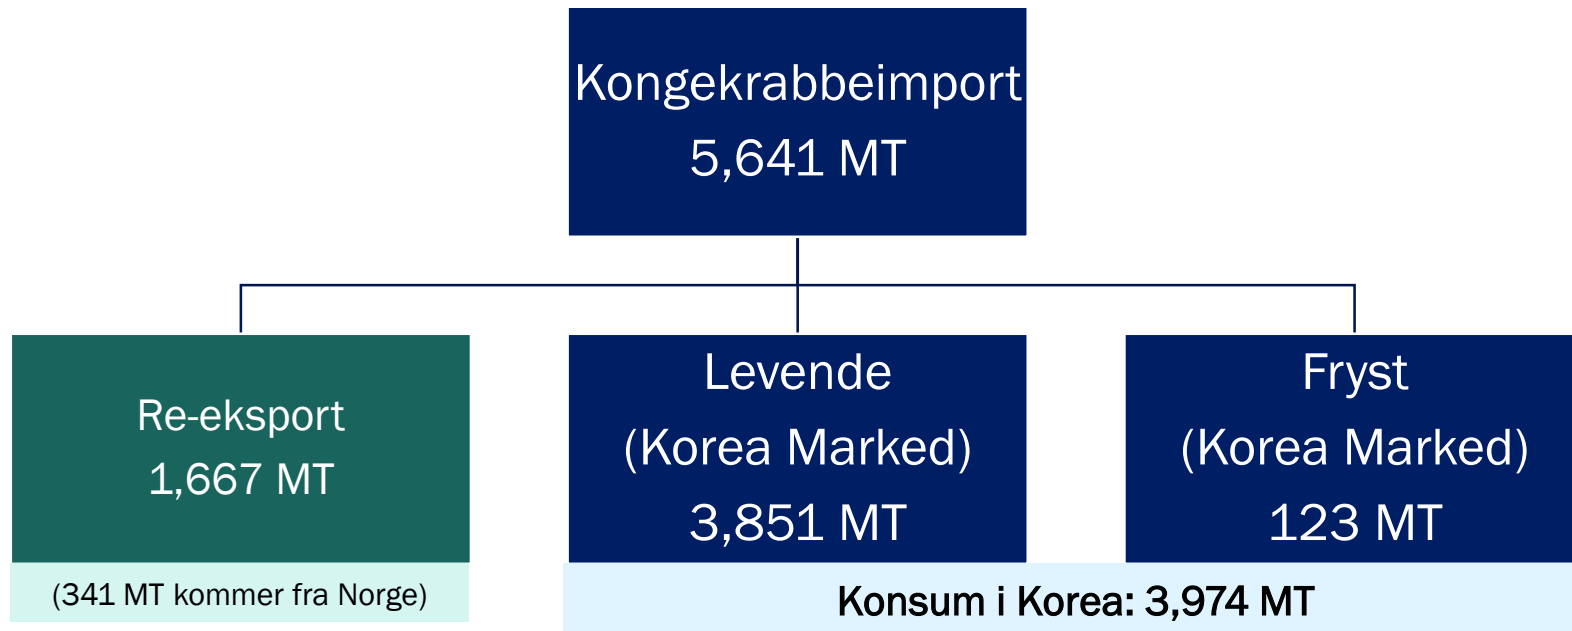 Kongekrabbeimport
5,641 MT
Re-eksport
1,667 MT
(341 MT kommer fra Norge)
Levende
(Korea Marked)
3,851 MT
Fryst
(Korea Marked)
123 MT
Konsum i Korea: 3,974 MT